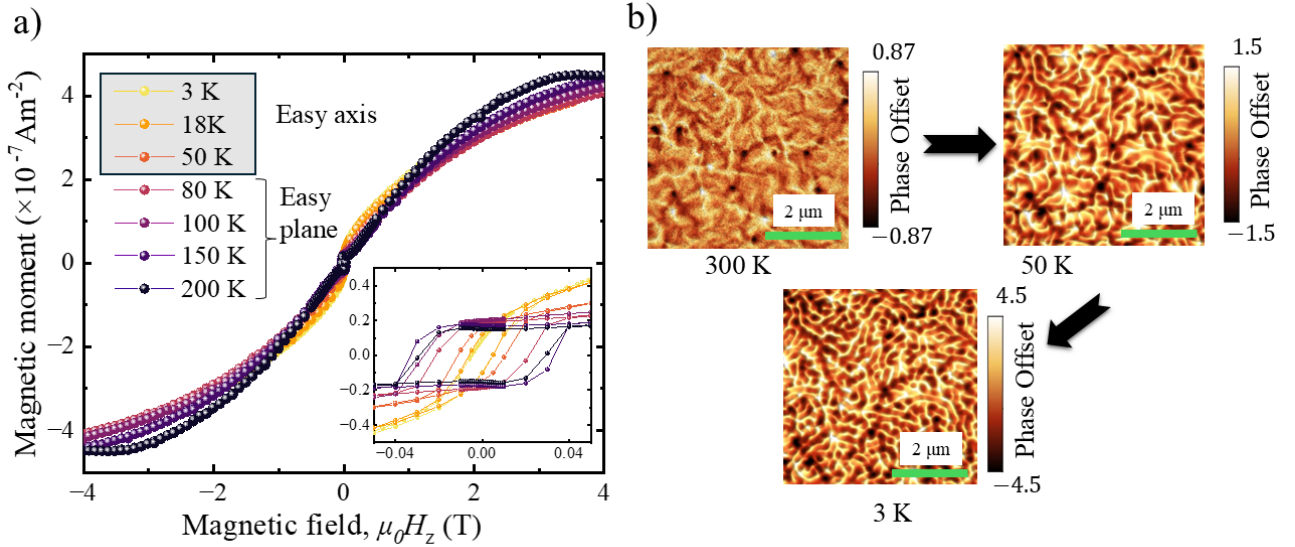 a)
Magnetic moment (×10⁻⁷Am⁻²)
4
2
0
−2
−4
3 K
18K
50 K
80 K
100 K
150 K
200 K
Easy axis
Easy
plane
0.4
0.2
0.0
−0.2
−0.4
−0.04
0.00
0.04
−4
−2
0
2
4
Magnetic field, μ₀H_z (T)
b)
0.87
Phase Offset
−0.87
2 μm
300 K
1.5
Phase Offset
−1.5
2 μm
50 K
4.5
Phase Offset
−4.5
2 μm
3 K